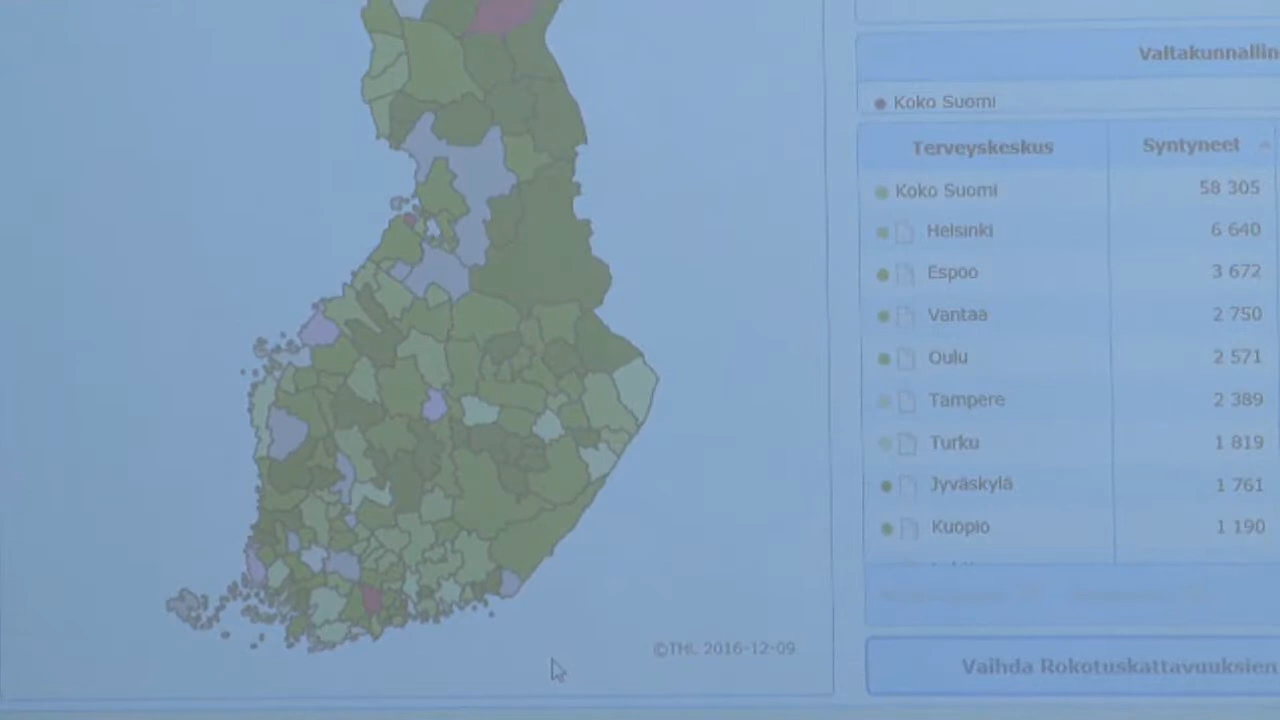 Valtakunnallin
Koko Suomi
Terveyskeskus Syntyneet
Koko Suomi 58 305
Helsinki 6 640
Espoo 3 672
Vantaa 2 750
Oulu 2 571
Tampere 2 389
Turku 1 819
Jyväskylä 1 761
Kuopio 1 190
©THL 2016-12-09
Vaihda Rokotuskattavuuksien